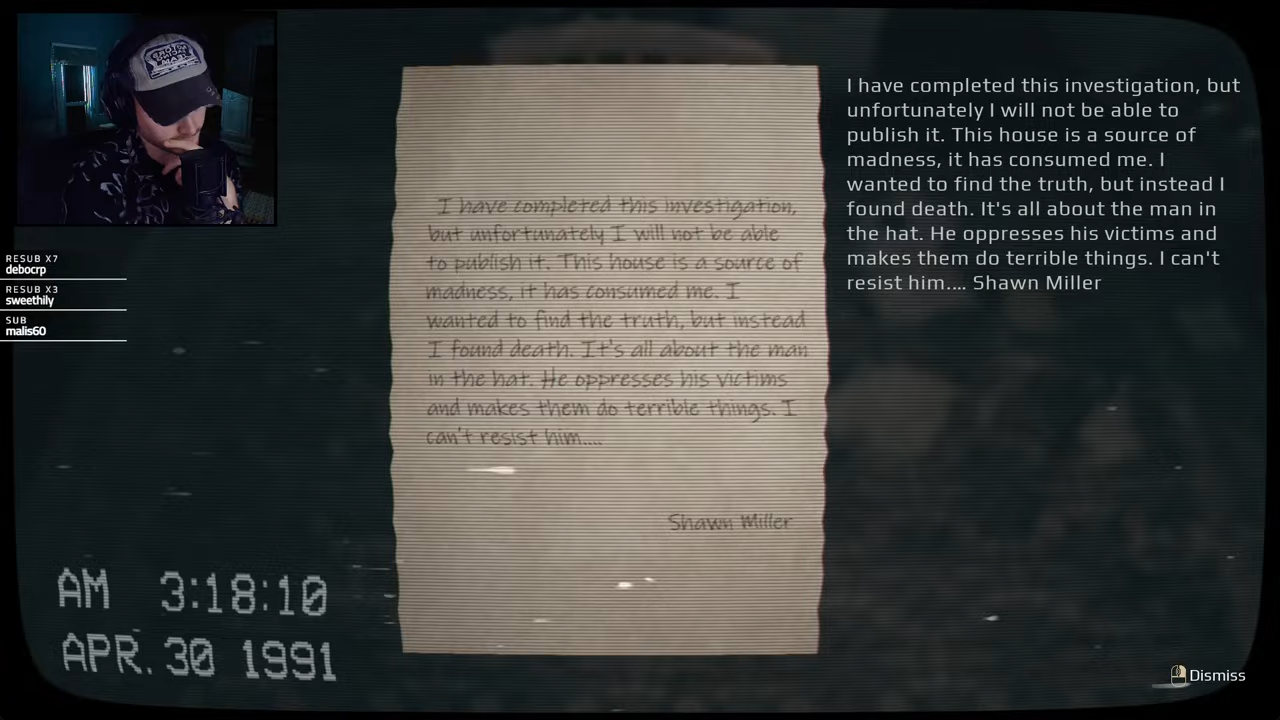 RESUB X7
debocrp
RESUB X3
sweethily
SUB
malis60
I have completed this investigation,
but unfortunately I will not be able
to publish it. This house is a source of
madness, it has consumed me. I
wanted to find the truth, but instead
I found death. It's all about the man
in the hat. He oppresses his victims
and makes them do terrible things. I
can't resist him....
Shawn Miller
I have completed this investigation, but
unfortunately I will not be able to
publish it. This house is a source of
madness, it has consumed me. I
wanted to find the truth, but instead I
found death. It's all about the man in
the hat. He oppresses his victims and
makes them do terrible things. I can't
resist him.... Shawn Miller
AM 3:18:10
APR. 30 1991
Dismiss